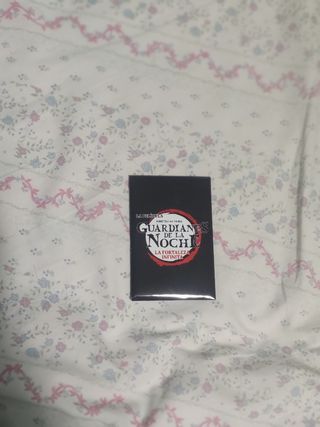 GUARDIANES
DE LA
NOCHE
LA FORTALEZA
INFINITA